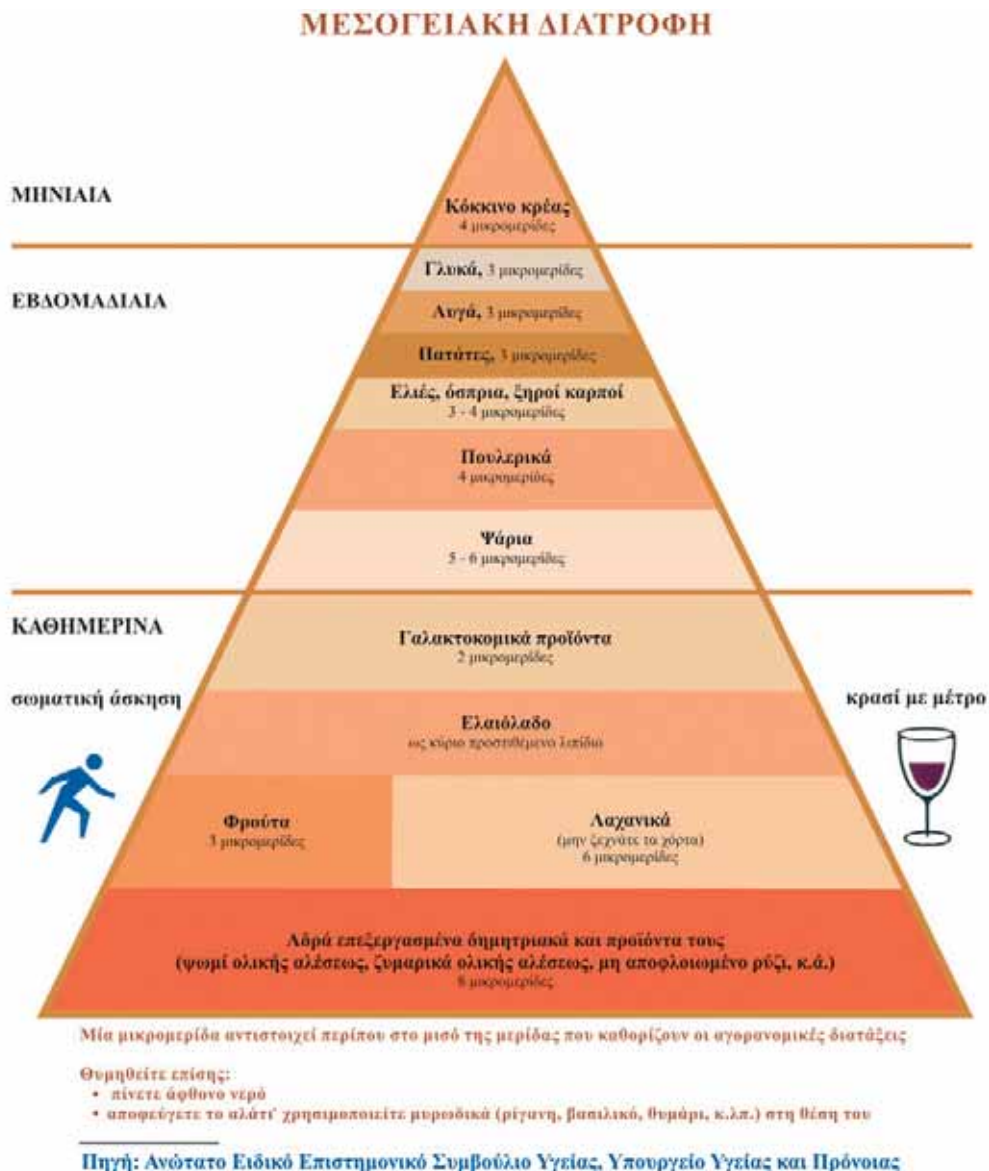 ΜΕΣΟΓΕΙΑΚΗ ΔΙΑΤΡΟΦΗ
ΜΗΝΙΑΙΑ
Κόκκινο κρέας
4 μικρομερίδες
Γλυκά, 3 μικρομερίδες
ΕΒΔΟΜΑΔΙΑΙΑ
Αυγά, 3 μικρομερίδες
Πατάτες, 3 μικρομερίδες
Ελιές, όσπρια, ξηροί καρποί
3 - 4 μικρομερίδες
Πουλερικά
4 μικρομερίδες
Ψάρια
5 - 6 μικρομερίδες
ΚΑΘΗΜΕΡΙΝΑ
Γαλακτοκομικά προϊόντα
2 μικρομερίδες
σωματική άσκηση
κρασί με μέτρο
Ελαιόλαδο
ως κύριο προστιθέμενο λιπίδιο
Φρούτα
3 μικρομερίδες
Λαχανικά
(μην ξεχνάτε τα χόρτα)
6 μικρομερίδες
Αδρά επεξεργασμένα δημητριακά και προϊόντα τους
(ψωμί ολικής αλέσεως, ζυμαρικά ολικής αλέσεως, μη αποφλοιωμένο ρύζι, κ.ά.)
8 μικρομερίδες
Μία μικρομερίδα αντιστοιχεί περίπου στο μισό της μερίδας που καθορίζουν οι αγορανομικές διατάξεις
Θυμηθείτε επίσης:
• πίνετε άφθονο νερό
• αποφεύγετε το αλάτι· χρησιμοποιείτε μυρωδικά (ρίγανη, βασιλικό, θυμάρι, κ.λπ.) στη θέση του
Πηγή: Ανώτατο Ειδικό Επιστημονικό Συμβούλιο Υγείας, Υπουργείο Υγείας και Πρόνοιας